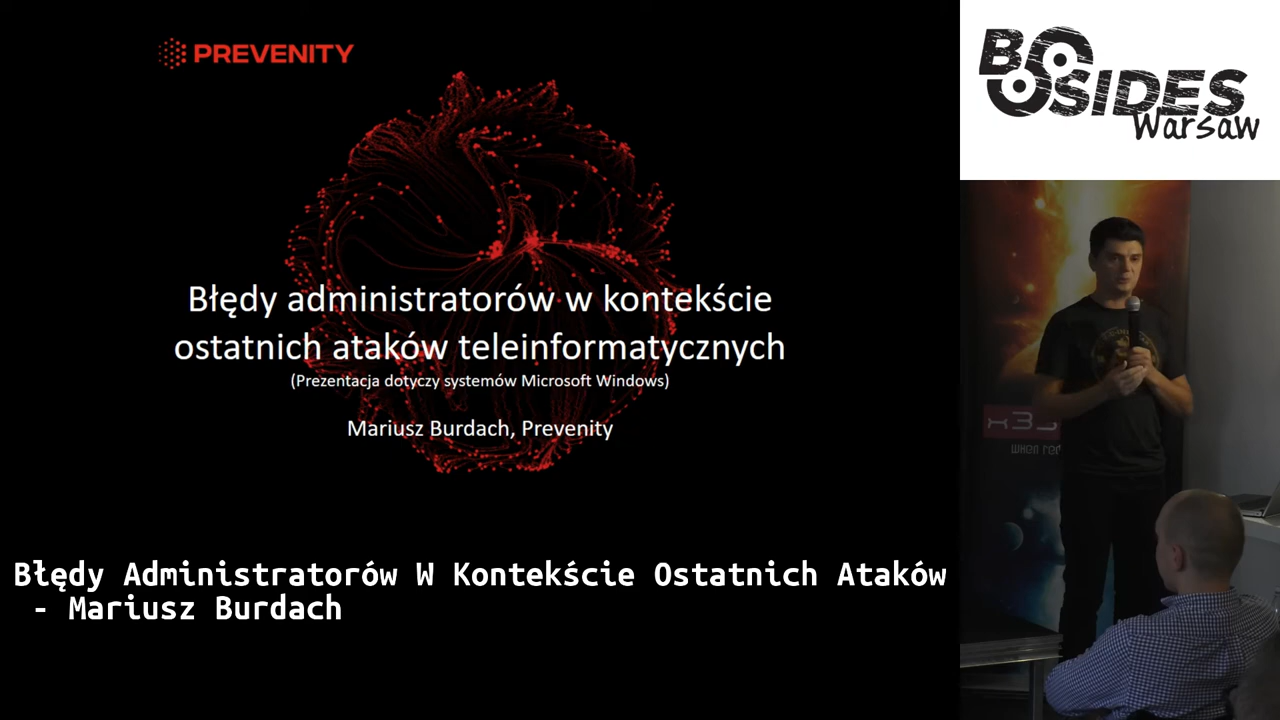 PREVENITY
Błędy administratorów w kontekście
ostatnich ataków teleinformatycznych
(Prezentacja dotyczy systemów Microsoft Windows)
Mariusz Burdach, Prevenity
Błędy Administratorów W Kontekście Ostatnich Ataków
- Mariusz Burdach
BSIDES
Warsaw